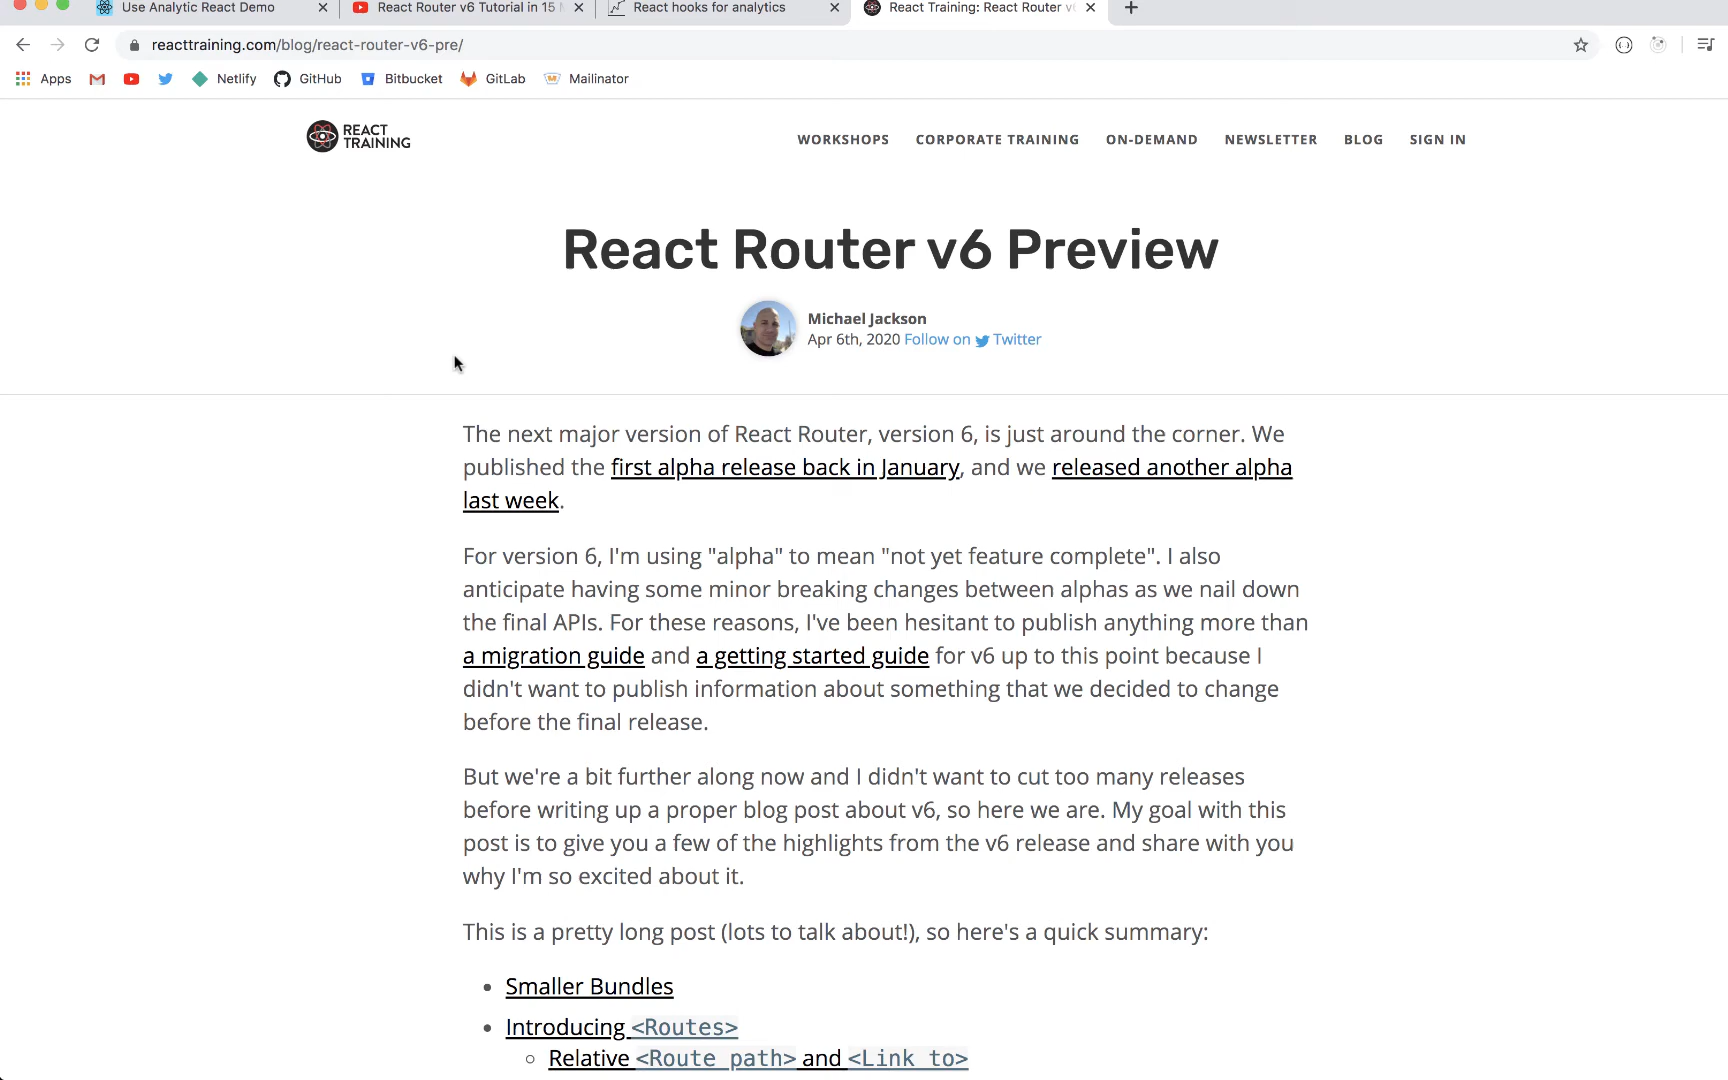 Use Analytic React Demo
React Router v6 Tutorial in 15
React hooks for analytics
React Training: React Router v
reacttraining.com/blog/react-router-v6-pre/
Apps
Netlify
GitHub
Bitbucket
GitLab
Mailinator
REACT
TRAINING
WORKSHOPS
CORPORATE TRAINING
ON-DEMAND
NEWSLETTER
BLOG
SIGN IN
React Router v6 Preview
Michael Jackson
Apr 6th, 2020 Follow on Twitter
The next major version of React Router, version 6, is just around the corner. We
published the first alpha release back in January, and we released another alpha
last week.
For version 6, I'm using "alpha" to mean "not yet feature complete". I also
anticipate having some minor breaking changes between alphas as we nail down
the final APIs. For these reasons, I've been hesitant to publish anything more than
a migration guide and a getting started guide for v6 up to this point because I
didn't want to publish information about something that we decided to change
before the final release.
But we're a bit further along now and I didn't want to cut too many releases
before writing up a proper blog post about v6, so here we are. My goal with this
post is to give you a few of the highlights from the v6 release and share with you
why I'm so excited about it.
This is a pretty long post (lots to talk about!), so here's a quick summary:
• Smaller Bundles
• Introducing <Routes>
○ Relative <Route path> and <Link to>